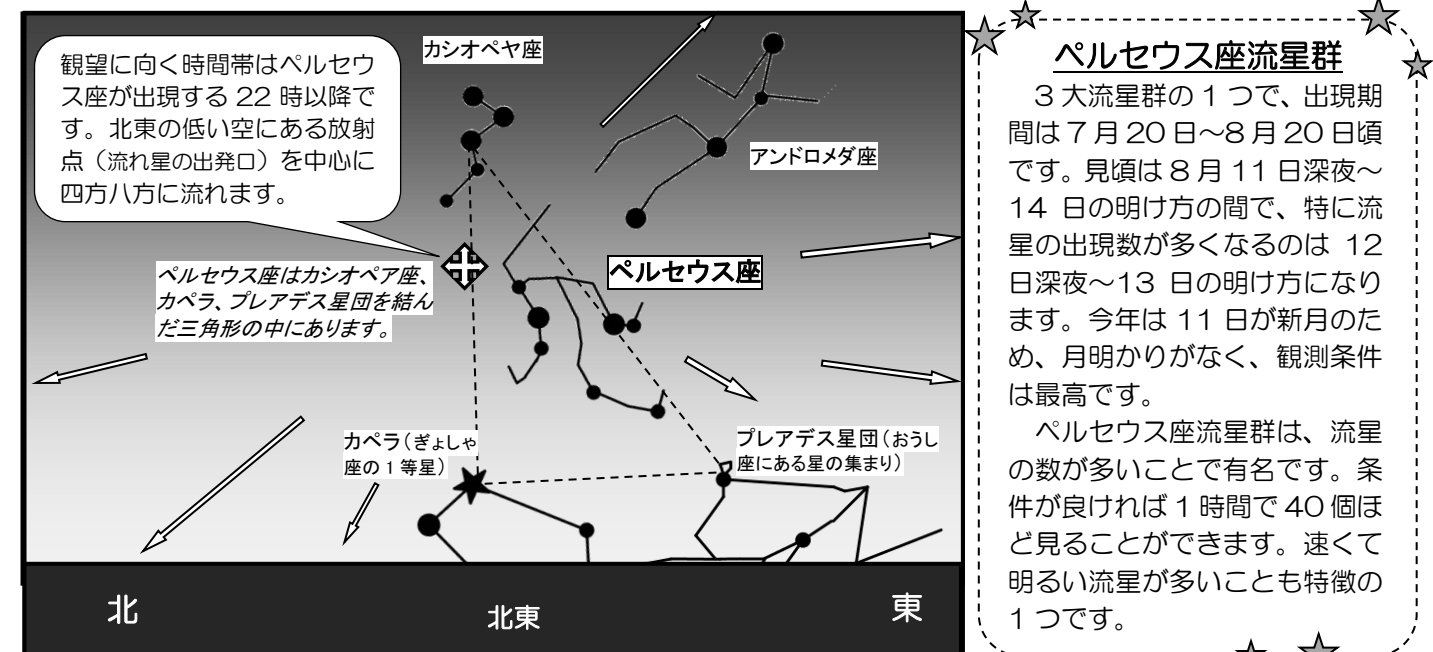 観望に向く時間帯はペルセウ
ス座が出現する 22 時以降で
す。北東の低い空にある放射
点（流れ星の出発口）を中心に
四方八方に流れます。
カシオペヤ座
アンドロメダ座
ペルセウス座
ペルセウス座はカシオペア座、
カペラ、プレアデス星団を結ん
だ三角形の中にあります。
カペラ（ぎょしゃ
座の 1 等星）
プレアデス星団（おうし
座にある星の集まり）
北
北東
東
ペルセウス座流星群
3 大流星群の 1 つで、出現期
間は 7 月 20 日～8 月 20 日頃
です。見頃は 8 月 11 日深夜～
14 日の明け方の間で、特に流
星の出現数が多くなるのは 12
日深夜～13 日の明け方になり
ます。今年は 11 日が新月のた
め、月明かりがなく、観測条件
は最高です。
ペルセウス座流星群は、流星
の数が多いことで有名です。条
件が良ければ 1 時間で 40 個ほ
ど見ることができます。速くて
明るい流星が多いことも特徴の
1 つです。